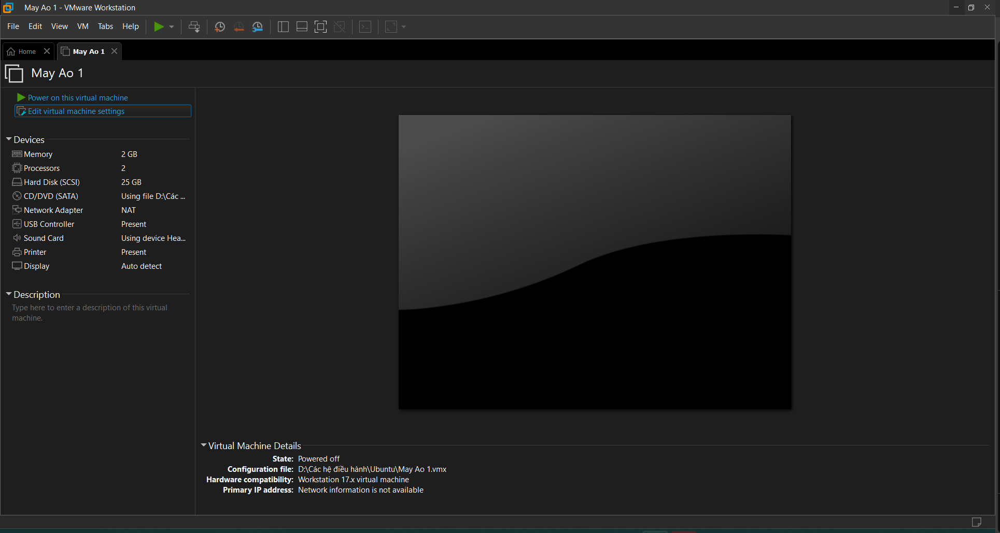 May Ao 1 - VMware Workstation
File Edit View VM Tabs Help
Home May Ao 1
May Ao 1
Power on this virtual machine
Edit virtual machine settings
Devices
Memory 2 GB
Processors 2
Hard Disk (SCSI) 25 GB
CD/DVD (SATA) Using file D:\Các ...
Network Adapter NAT
USB Controller Present
Sound Card Using device Hea...
Printer Present
Display Auto detect
Description
Type here to enter a description of this virtual
machine.
Virtual Machine Details
State: Powered off
Configuration file: D:\Các hệ điều hành\Ubuntu\May Ao 1.vmx
Hardware compatibility: Workstation 17.x virtual machine
Primary IP address: Network information is not available